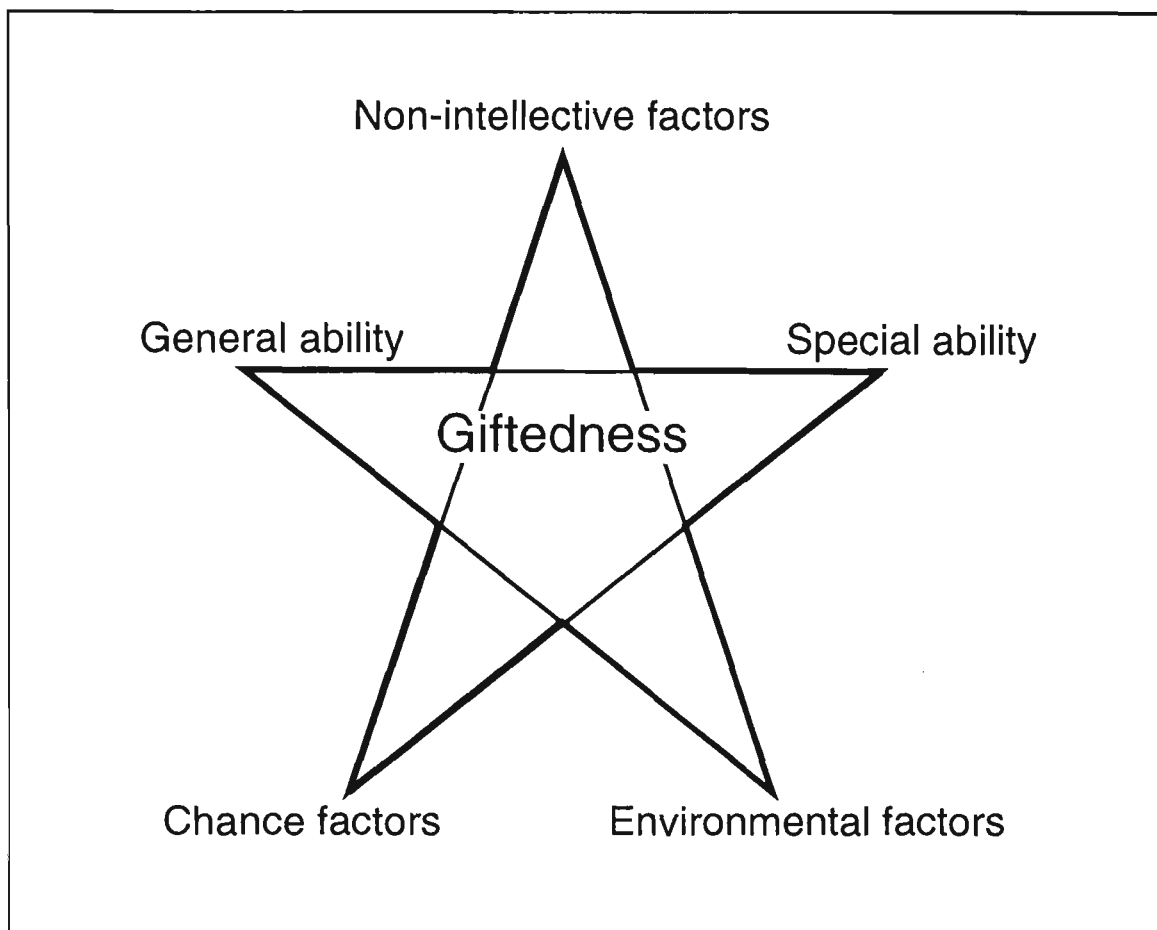 Non-intellective factors
General ability
Special ability
Giftedness
Chance factors
Environmental factors